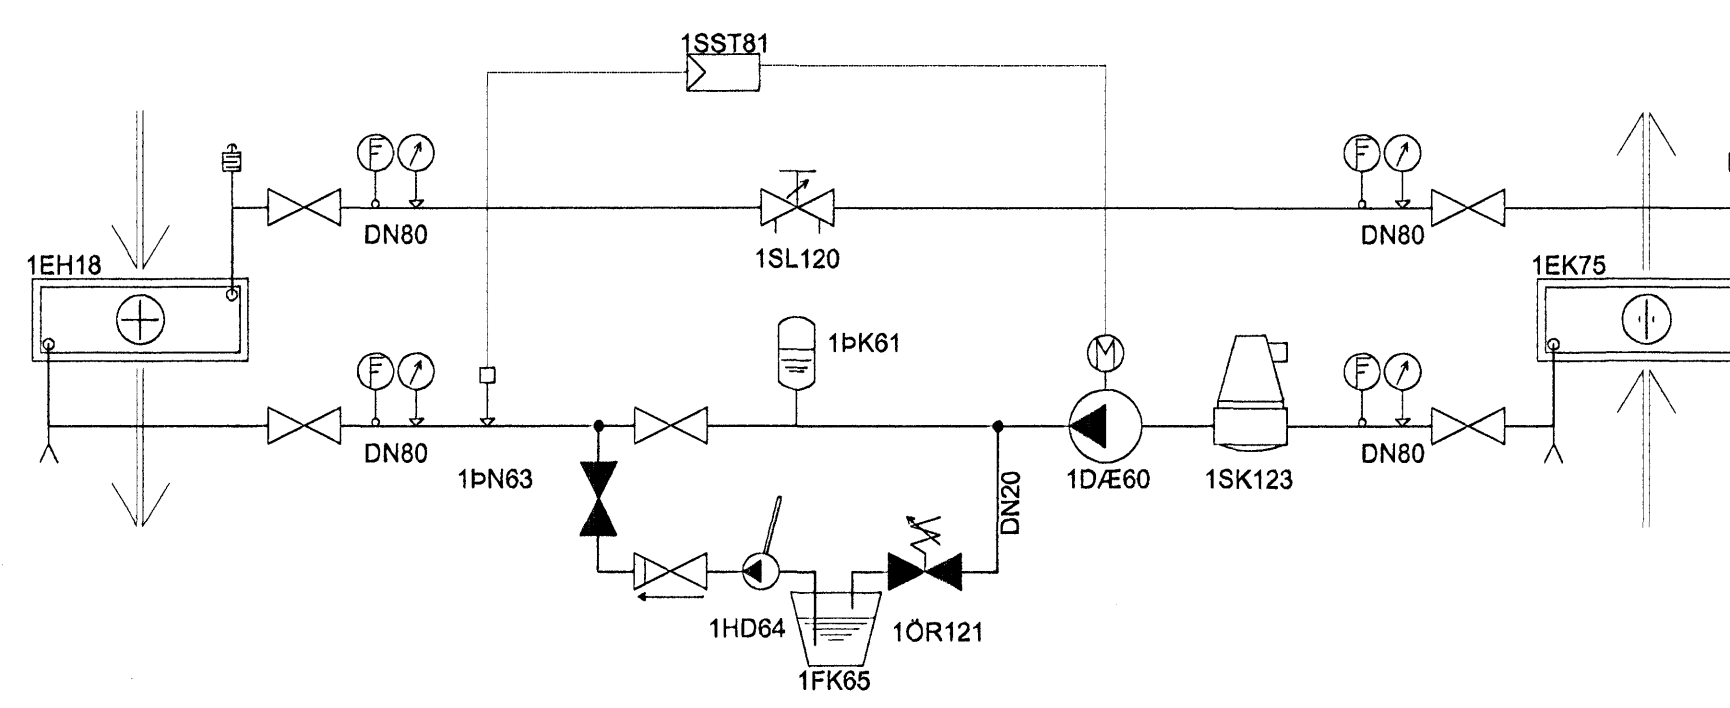 1SST81
F F
DN80 DN80
1SL120
1EH18 1EK75
1ÞK61
M
F F
DN80 DN80
1ÞN63 1DÆ60 1SK123
DN20
1HD64 1ÖR121
1FK65